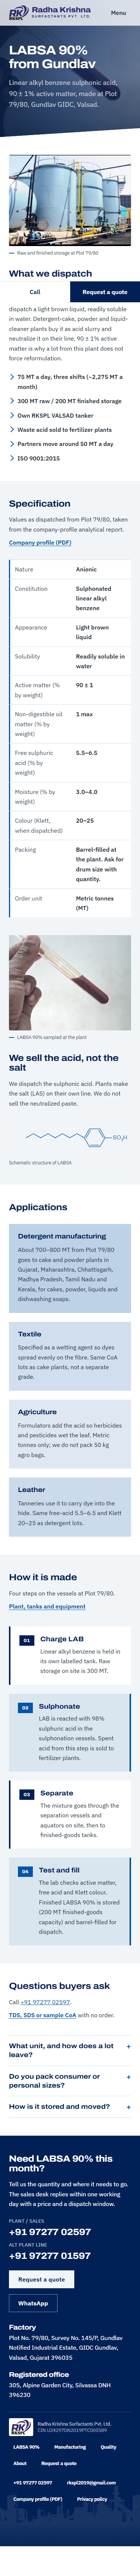 RK
RKSPL
Radha Krishna
SURFACTANTS PVT. LTD.
Menu
LABSA 90%
from Gundlav
Linear alkyl benzene sulphonic acid,
90 ± 1% active matter, made at Plot
79/80, Gundlav GIDC, Valsad.
Raw and finished storage at Plot 79/80
What we dispatch
Call
Request a quote
dispatch a light brown liquid, readily soluble
in water. Detergent-cake, powder and liquid-
cleaner plants buy it as the acid and
neutralize it on their line. 90 ± 1% active
matter is why a lot from this plant does not
force reformulation.
75 MT a day, three shifts (~2,275 MT a
month)
300 MT raw / 200 MT finished storage
Own RKSPL VALSAD tanker
Waste acid sold to fertilizer plants
Partners move around 50 MT a day
ISO 9001:2015
Specification
Values as dispatched from Plot 79/80, taken
from the company-profile analytical report.
Company profile (PDF)
Nature
Anionic
Constitution
Sulphonated
linear alkyl
benzene
Appearance
Light brown
liquid
Solubility
Readily soluble in
water
Active matter (%
by weight)
90 ± 1
Non-digestible oil
matter (% by
weight)
1 max
Free sulphuric
acid (% by
weight)
5.5–6.5
Moisture (% by
weight)
3.0–4.0
Colour (Klett,
when dispatched)
20–25
Packing
Barrel-filled at
the plant. Ask for
drum size with
quantity.
Order unit
Metric tonnes
(MT)
LABSA 90% sampled at the plant
We sell the acid, not the
salt
We dispatch the sulphonic acid. Plants make
the salt (LAS) on their own line. We do not
sell the neutralized paste.
SO₃H
Schematic structure of LABSA
Applications
Detergent manufacturing
About 700–800 MT from Plot 79/80
goes to cake and powder plants in
Gujarat, Maharashtra, Chhattisgarh,
Madhya Pradesh, Tamil Nadu and
Kerala, for cakes, powder, liquids and
dishwashing soaps.
Textile
Specified as a wetting agent so dyes
spread evenly on the fibre. Same CoA
lots as cake plants, not a separate
grade.
Agriculture
Formulators add the acid so herbicides
and pesticides wet the leaf. Metric
tonnes only; we do not pack 50 kg
agro bags.
Leather
Tanneries use it to carry dye into the
hide. Same free-acid 5.5–6.5 and Klett
20–25 as detergent lots.
How it is made
Four steps on the vessels at Plot 79/80.
Plant, tanks and equipment
01
Charge LAB
Linear alkyl benzene is held in
its own labelled tank. Raw
storage on site is 300 MT.
02
Sulphonate
LAB is reacted with 98%
sulphuric acid in the
sulphonation vessels. Spent
acid from this step is sold to
fertilizer plants.
03
Separate
The mixture goes through the
separation vessels and
aquators on site, then to
finished-goods tanks.
04
Test and fill
The lab checks active matter,
free acid and Klett colour.
Finished LABSA 90% is stored
(200 MT finished-goods
capacity) and barrel-filled for
dispatch.
Questions buyers ask
Call +91 97277 02597.
TDS, SDS or sample CoA with no order.
What unit, and how does a lot
leave?
+
Do you pack consumer or
personal sizes?
+
How is it stored and moved?
+
Need LABSA 90% this
month?
Tell us the quantity and where it needs to go.
The sales desk replies within one working
day with a price and a dispatch window.
PLANT / SALES
+91 97277 02597
ALT PLANT LINE
+91 97277 01597
Request a quote
WhatsApp
Factory
Plot No. 79/80, Survey No. 145/P, Gundlav
Notified Industrial Estate, GIDC Gundlav,
Valsad, Gujarat 396035
Registered office
305, Alpine Garden City, Silvassa DNH
396230
RK
RKSPL
Radha Krishna Surfactants Pvt. Ltd.
LABSA 90%
Manufacturing
Quality
About
Request a quote
+91 97277 02597
rkspl2019@gmail.com
Company profile (PDF)
Privacy policy